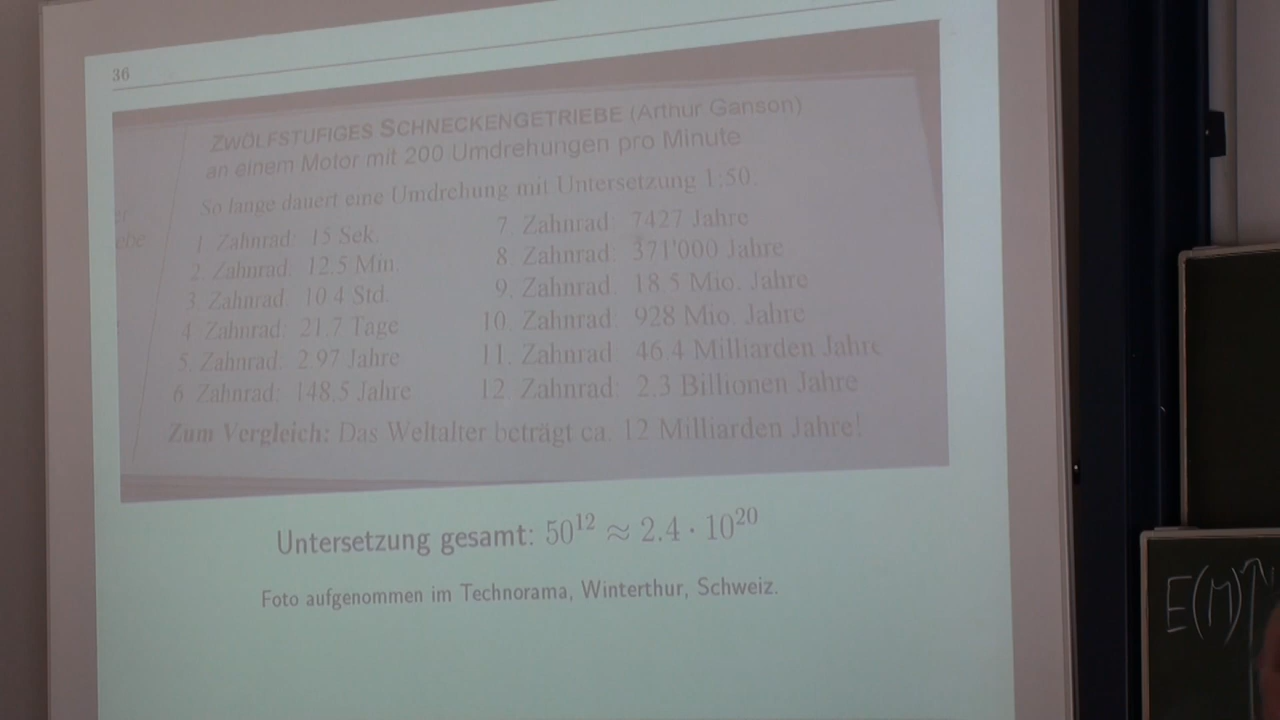 36
ZWÖLFSTUFIGES SCHNECKENGETRIEBE (Arthur Ganson)
an einem Motor mit 200 Umdrehungen pro Minute
So lange dauert eine Umdrehung mit Untersetzung 1:50.
1. Zahnrad: 15 Sek.
2. Zahnrad: 12.5 Min.
3. Zahnrad: 10.4 Std.
4. Zahnrad: 21.7 Tage
5. Zahnrad: 2.97 Jahre
6. Zahnrad: 148.5 Jahre
7. Zahnrad: 7427 Jahre
8. Zahnrad: 371'000 Jahre
9. Zahnrad: 18.5 Mio. Jahre
10. Zahnrad: 928 Mio. Jahre
11. Zahnrad: 46.4 Milliarden Jahre
12. Zahnrad: 2.3 Billionen Jahre
Zum Vergleich: Das Weltalter beträgt ca. 12 Milliarden Jahre!
Untersetzung gesamt: 50¹² ≈ 2.4 · 10²⁰
Foto aufgenommen im Technorama, Winterthur, Schweiz.
E(M)